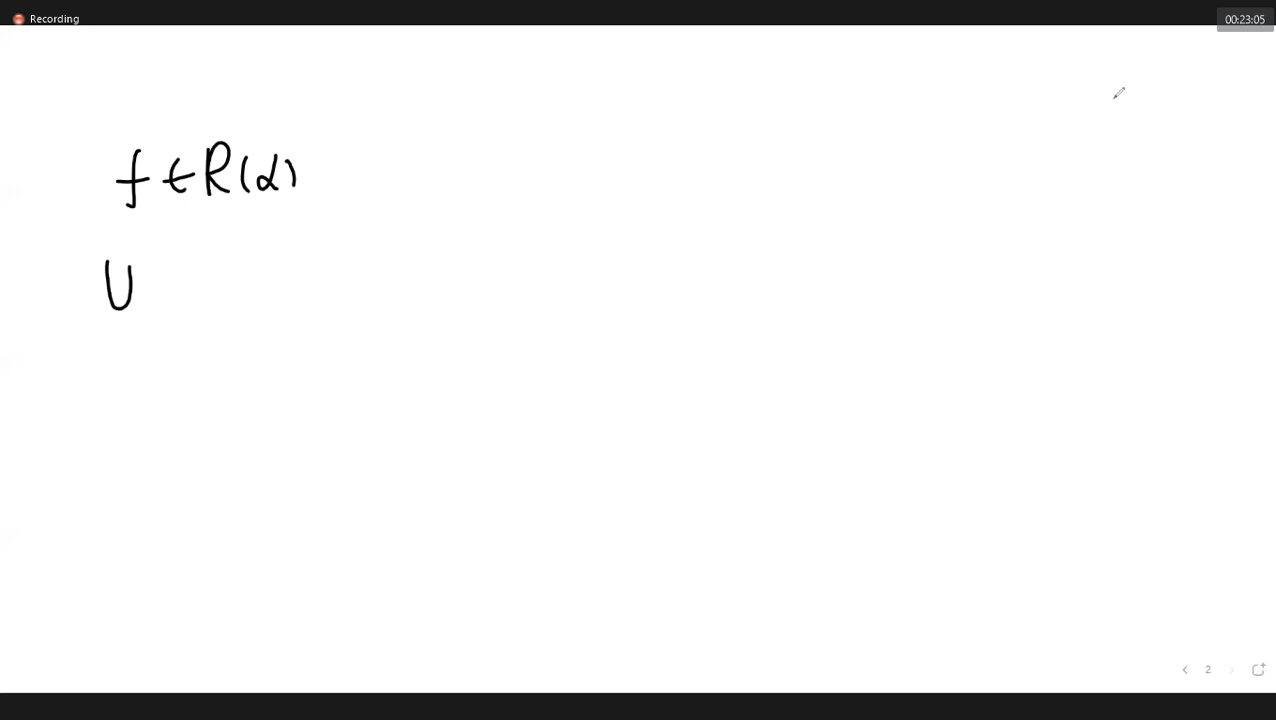 Recording
00:23:05
f ∈ R(α)
U
2